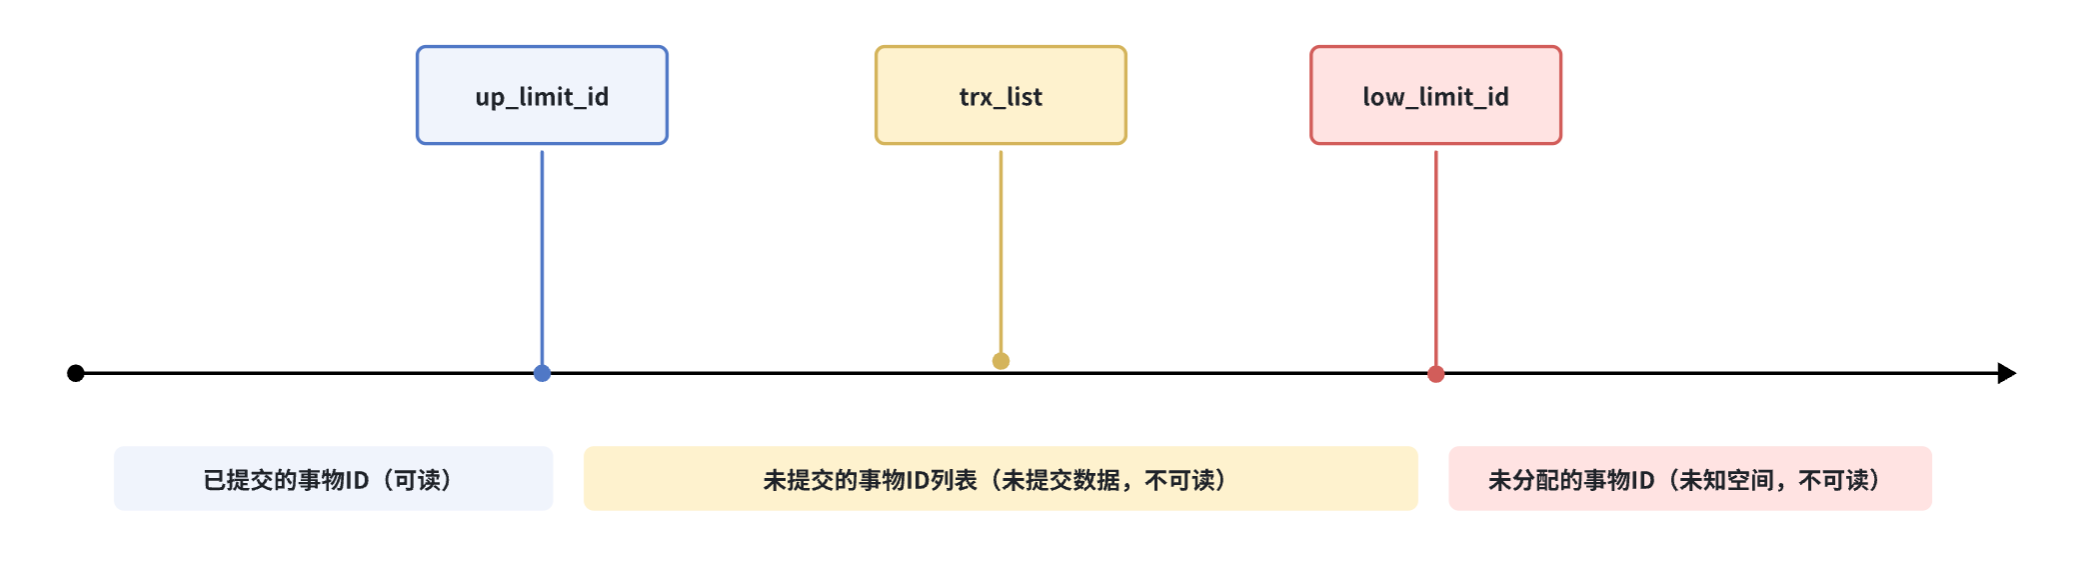 up_limit_id
trx_list
low_limit_id
已提交的事物ID（可读）
未提交的事物ID列表（未提交数据，不可读）
未分配的事物ID（未知空间，不可读）